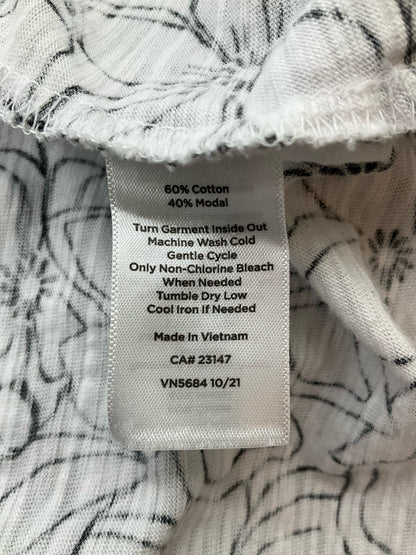 60% Cotton
40% Modal
Turn Garment Inside Out
Machine Wash Cold
Gentle Cycle
Only Non-Chlorine Bleach
When Needed
Tumble Dry Low
Cool Iron If Needed
Made In Vietnam
CA# 23147
VN5684 10/21